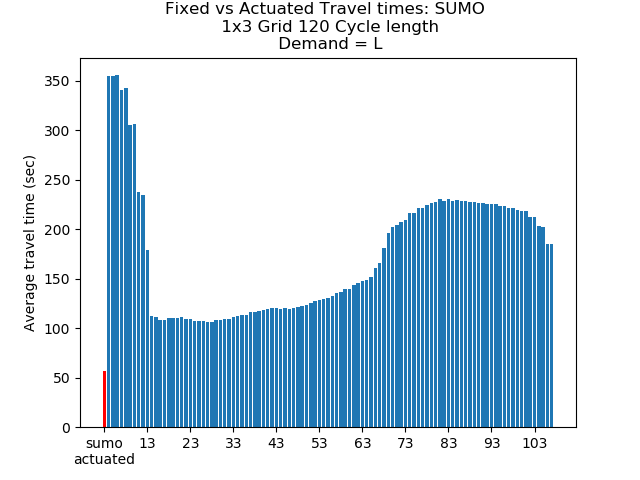 Fixed vs Actuated Travel times: SUMO
1x3 Grid 120 Cycle length
Demand = L
Average travel time (sec)
350
300
250
200
150
100
50
0
sumo
actuated
13 23 33 43 53 63 73 83 93 103